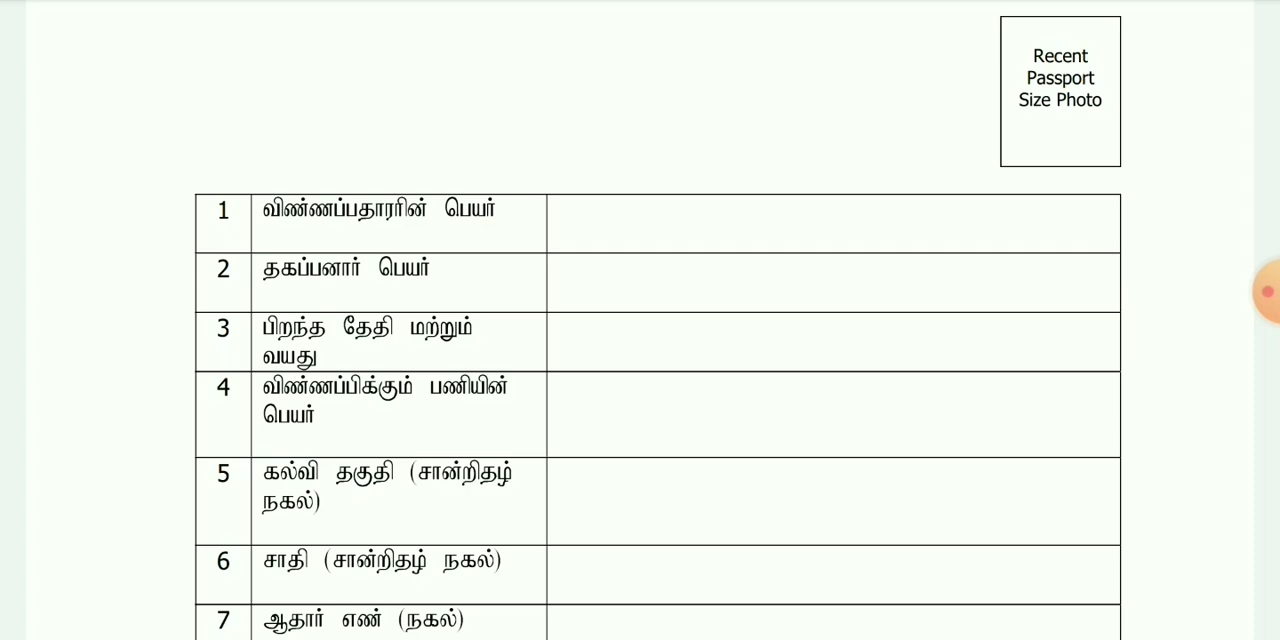 Recent
Passport
Size Photo
1 விண்ணப்பதாரரின் பெயர்
2 தகப்பனார் பெயர்
3 பிறந்த தேதி மற்றும்
வயது
4 விண்ணப்பிக்கும் பணியின்
பெயர்
5 கல்வி தகுதி (சான்றிதழ்
நகல்)
6 சாதி (சான்றிதழ் நகல்)
7 ஆதார் எண் (நகல்)